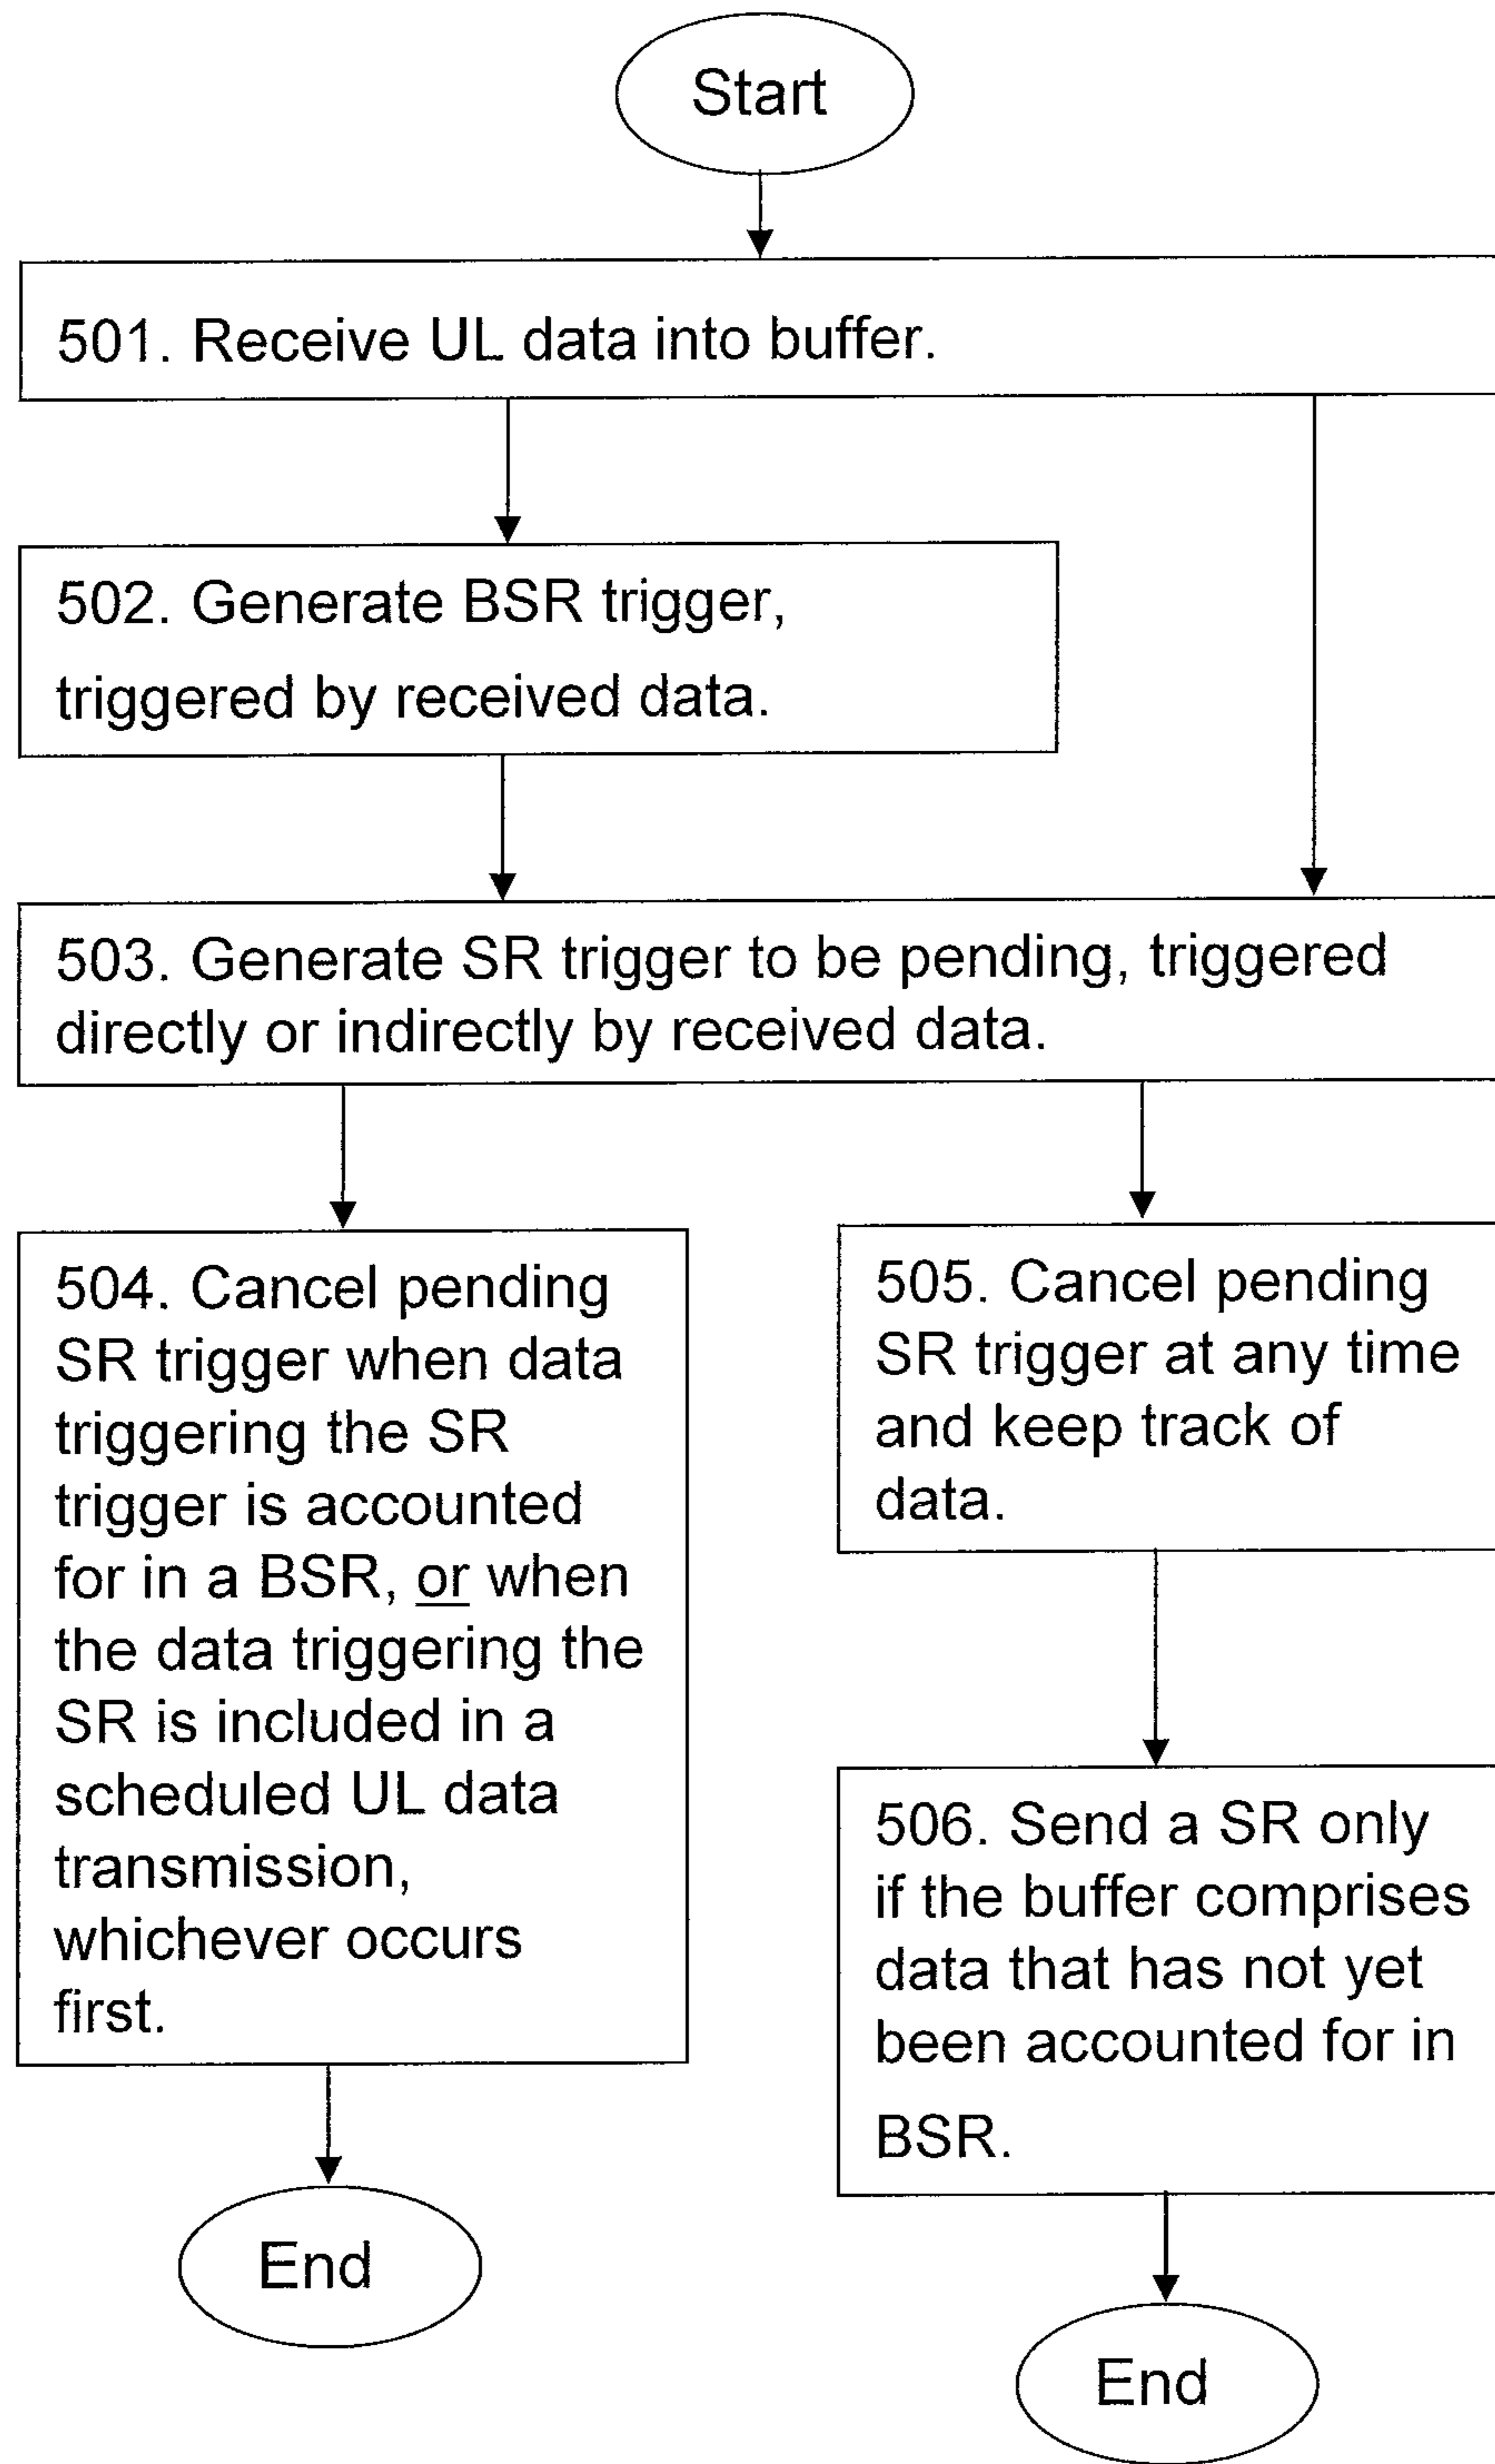 Start
501. Receive UL data into buffer.
502. Generate BSR trigger,
triggered by received data.
503. Generate SR trigger to be pending, triggered
directly or indirectly by received data.
504. Cancel pending
SR trigger when data
triggering the SR
trigger is accounted
for in a BSR, or when
the data triggering the
SR is included in a
scheduled UL data
transmission,
whichever occurs
first.
End
505. Cancel pending
SR trigger at any time
and keep track of
data.
506. Send a SR only
if the buffer comprises
data that has not yet
been accounted for in
BSR.
End